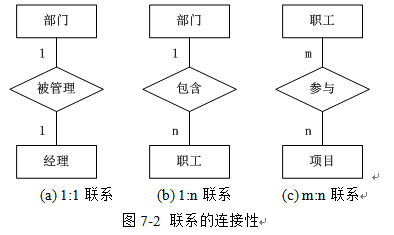 部门 部门 职工
1 1 m
被管理 包含 参与
1 n n
经理 职工 项目
(a) 1:1 联系 (b) 1:n 联系 (c) m:n 联系
图 7-2 联系的连接性